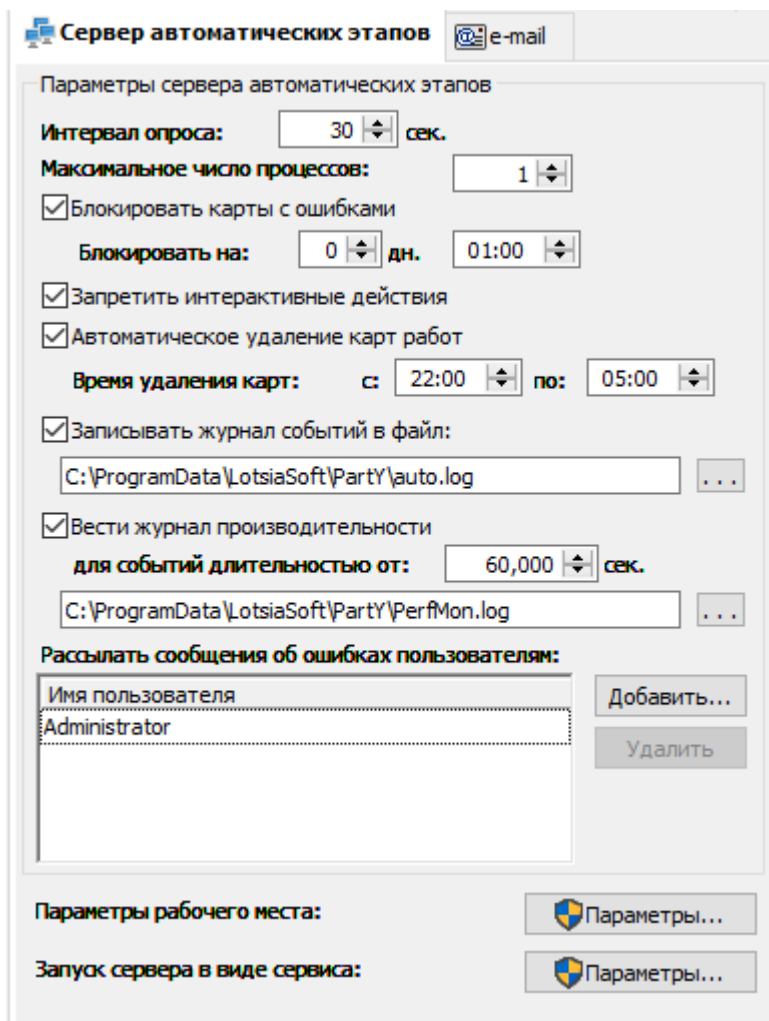 Сервер автоматических этапов e-mail
Параметры сервера автоматических этапов
Интервал опроса: 30 сек.
Максимальное число процессов: 1
Блокировать карты с ошибками
Блокировать на: 0 дн. 01:00
Запретить интерактивные действия
Автоматическое удаление карт работ
Время удаления карт: с: 22:00 по: 05:00
Записывать журнал событий в файл:
C:\ProgramData\LotsiaSoft\PartY\auto.log ...
Вести журнал производительности
для событий длительностью от: 60,000 сек.
C:\ProgramData\LotsiaSoft\PartY\PerfMon.log ...
Рассылать сообщения об ошибках пользователям:
Имя пользователя Добавить...
Administrator
Удалить
Параметры рабочего места: Параметры...
Запуск сервера в виде сервиса: Параметры...